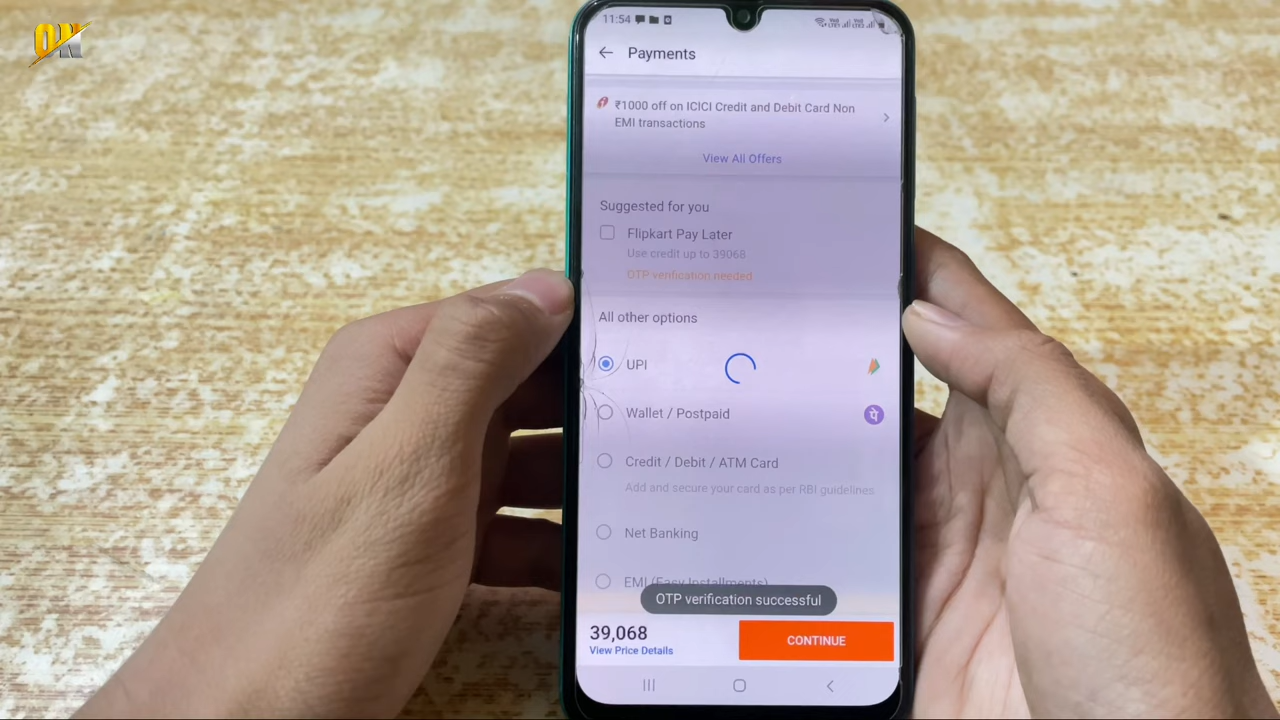 ON
11:54
Payments
₹1000 off on ICICI Credit and Debit Card Non
EMI transactions
View All Offers
Suggested for you
Flipkart Pay Later
Use credit up to 39068
OTP verification needed
All other options
UPI
Wallet / Postpaid
पे
Credit / Debit / ATM Card
Add and secure your card as per RBI guidelines
Net Banking
EMI (Easy Installments)
OTP verification successful
39,068
View Price Details
CONTINUE